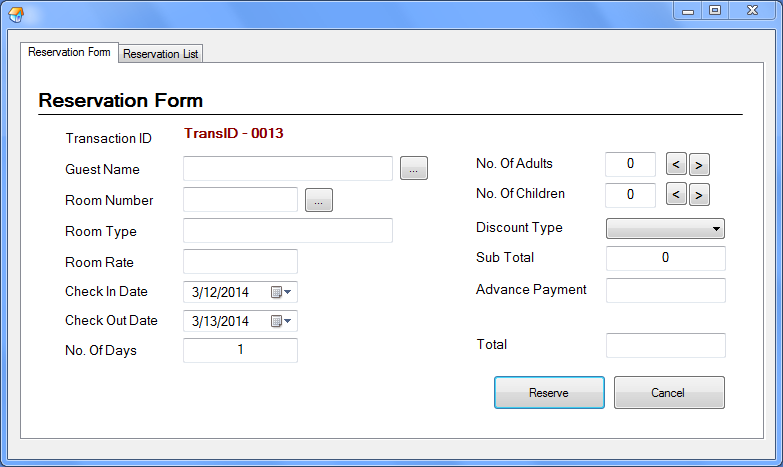 Reservation Form
Reservation List
Reservation Form
Transaction ID
TransID - 0013
Guest Name
...
Room Number
...
Room Type
Room Rate
Check In Date
3/12/2014
Check Out Date
3/13/2014
No. Of Days
1
No. Of Adults
0
<
>
No. Of Children
0
<
>
Discount Type
Sub Total
0
Advance Payment
Total
Reserve
Cancel